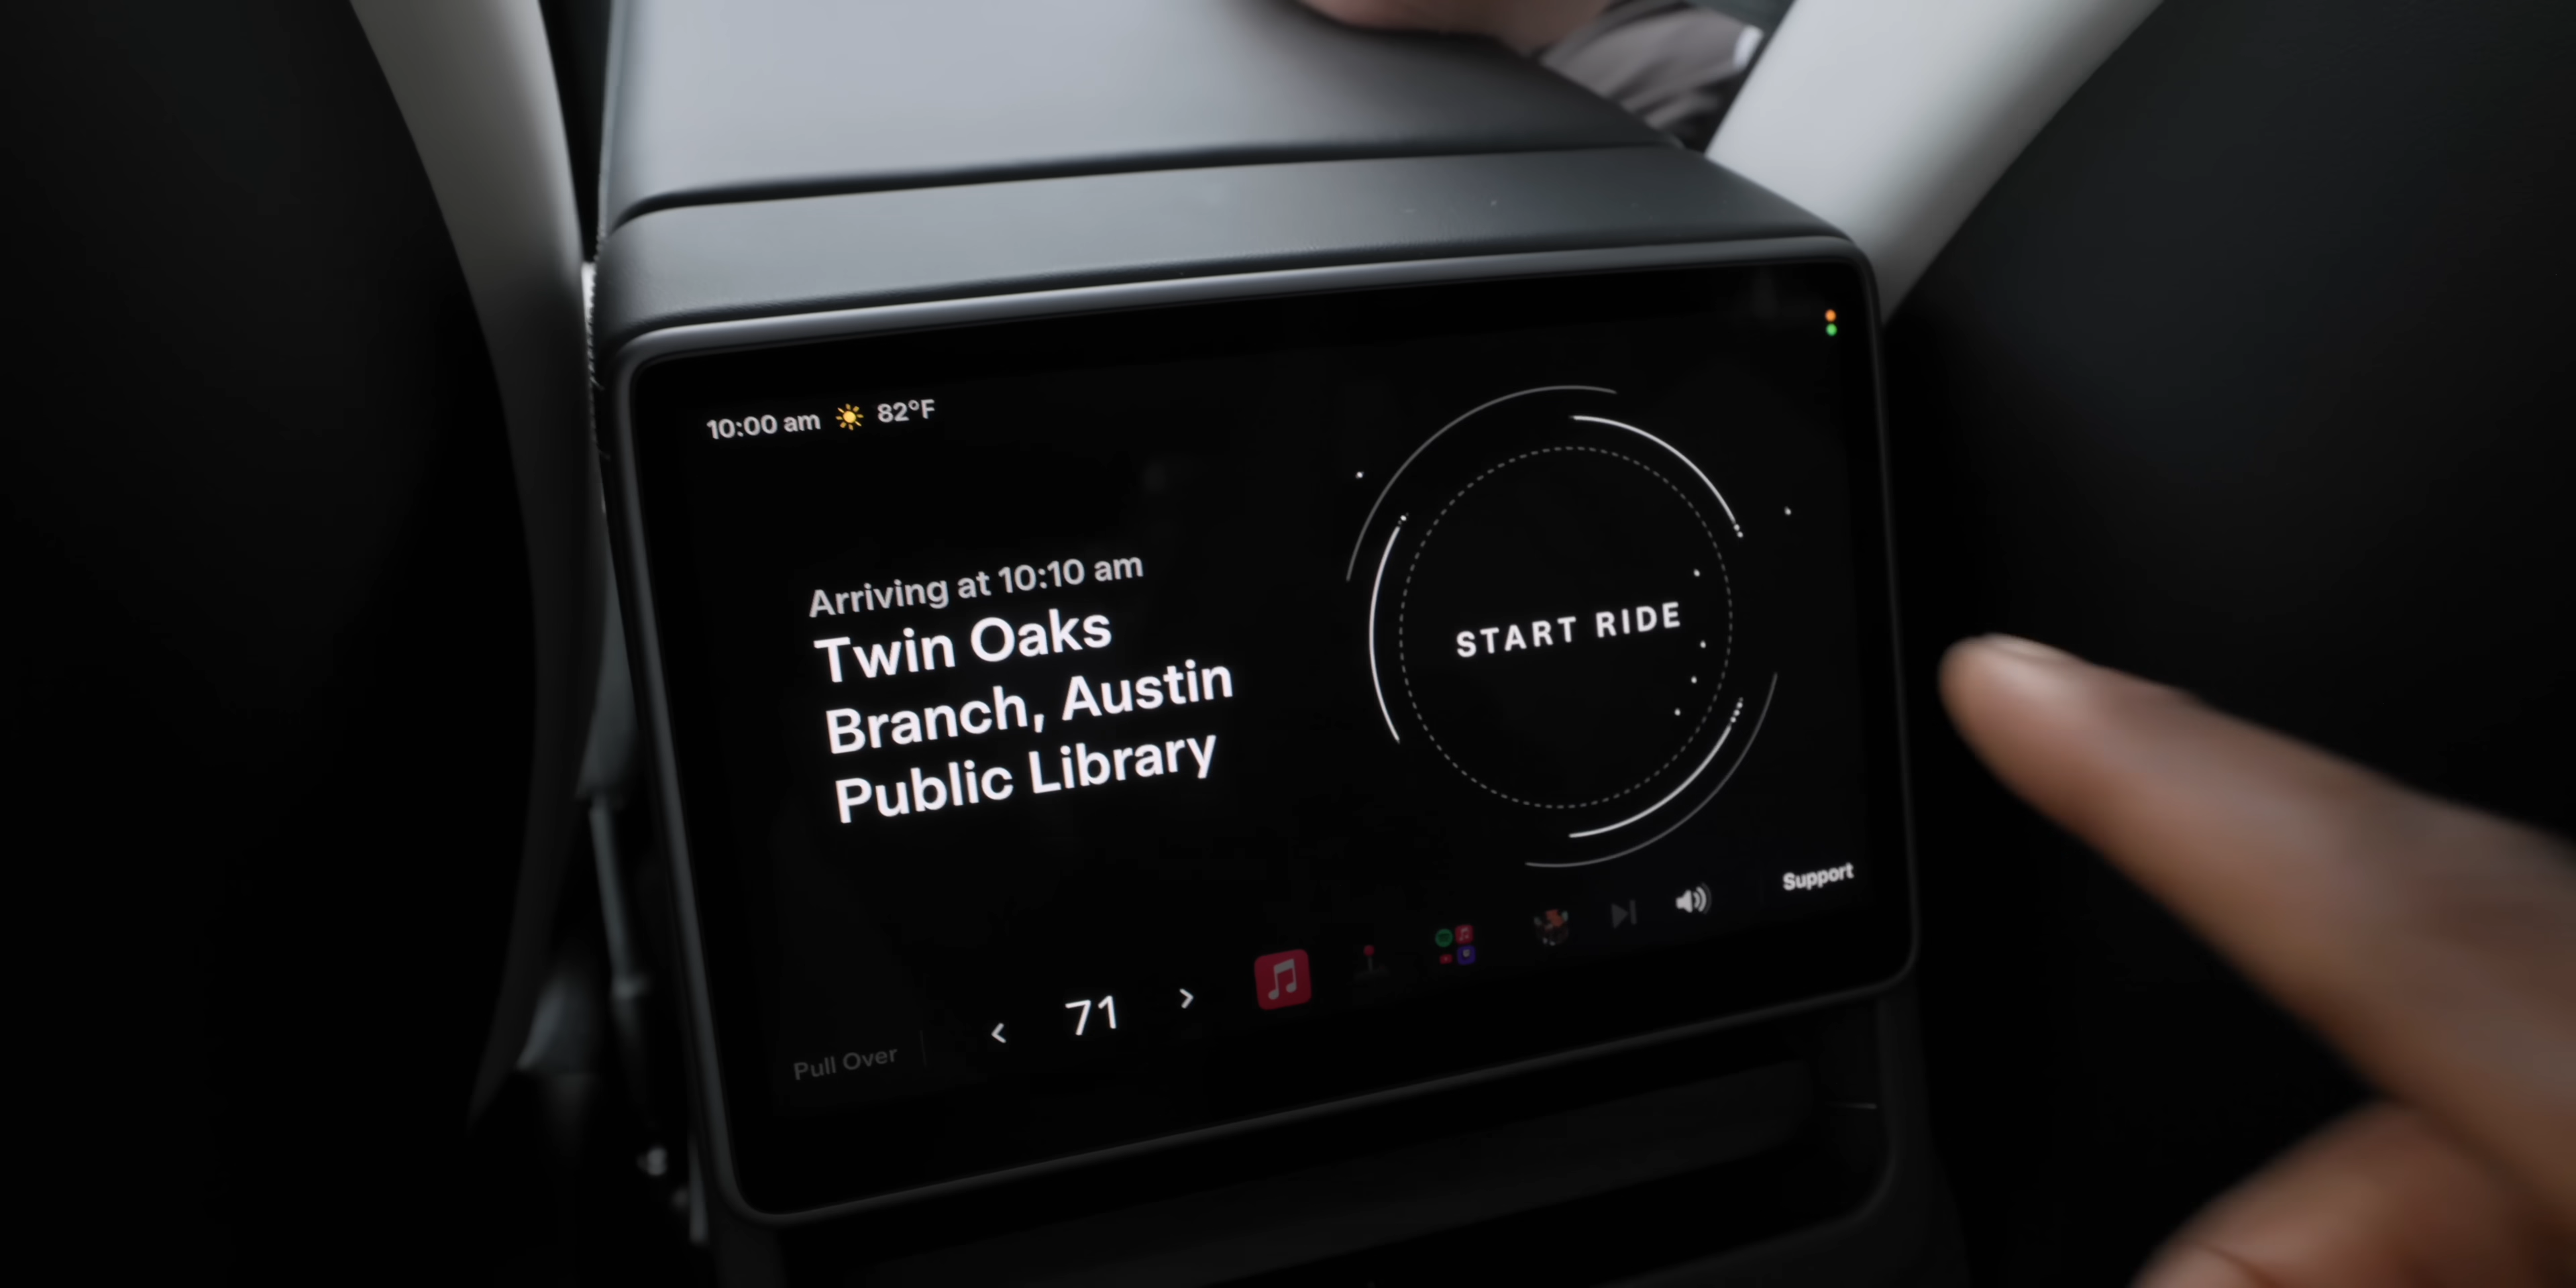 10:00 am 82°F
Arriving at 10:10 am
Twin Oaks
Branch, Austin
Public Library
START RIDE
Support
71
Pull Over